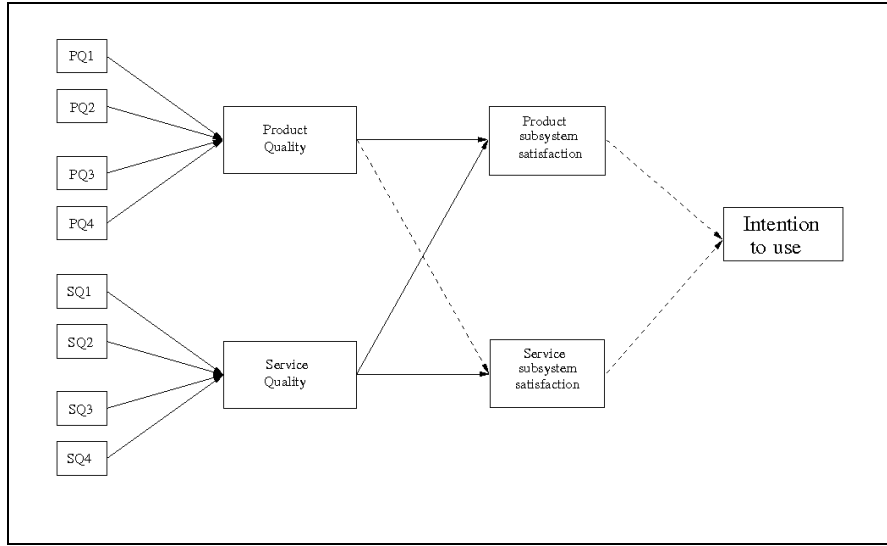 PQ1
PQ2
PQ3
PQ4
Product
Quality
Product
subsystem
satisfaction
Intention
to use
SQ1
SQ2
SQ3
SQ4
Service
Quality
Service
subsystem
satisfaction